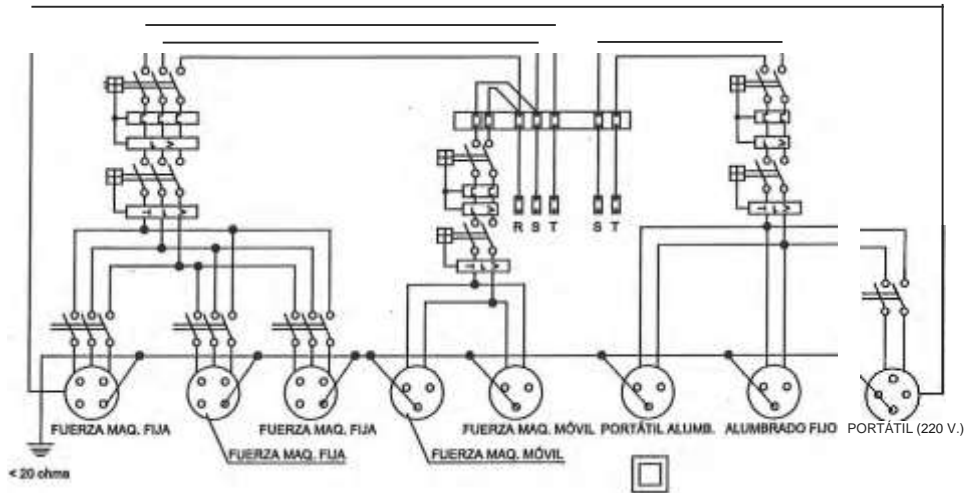 R S T S T
FUERZA MAQ. FIJA FUERZA MAQ. FIJA FUERZA MAQ. MÓVIL PORTÁTIL ALUMB. ALUMBRADO FIJO PORTÁTIL (220 V.)
FUERZA MAQ. FIJA FUERZA MAQ. MÓVIL
< 20 ohms